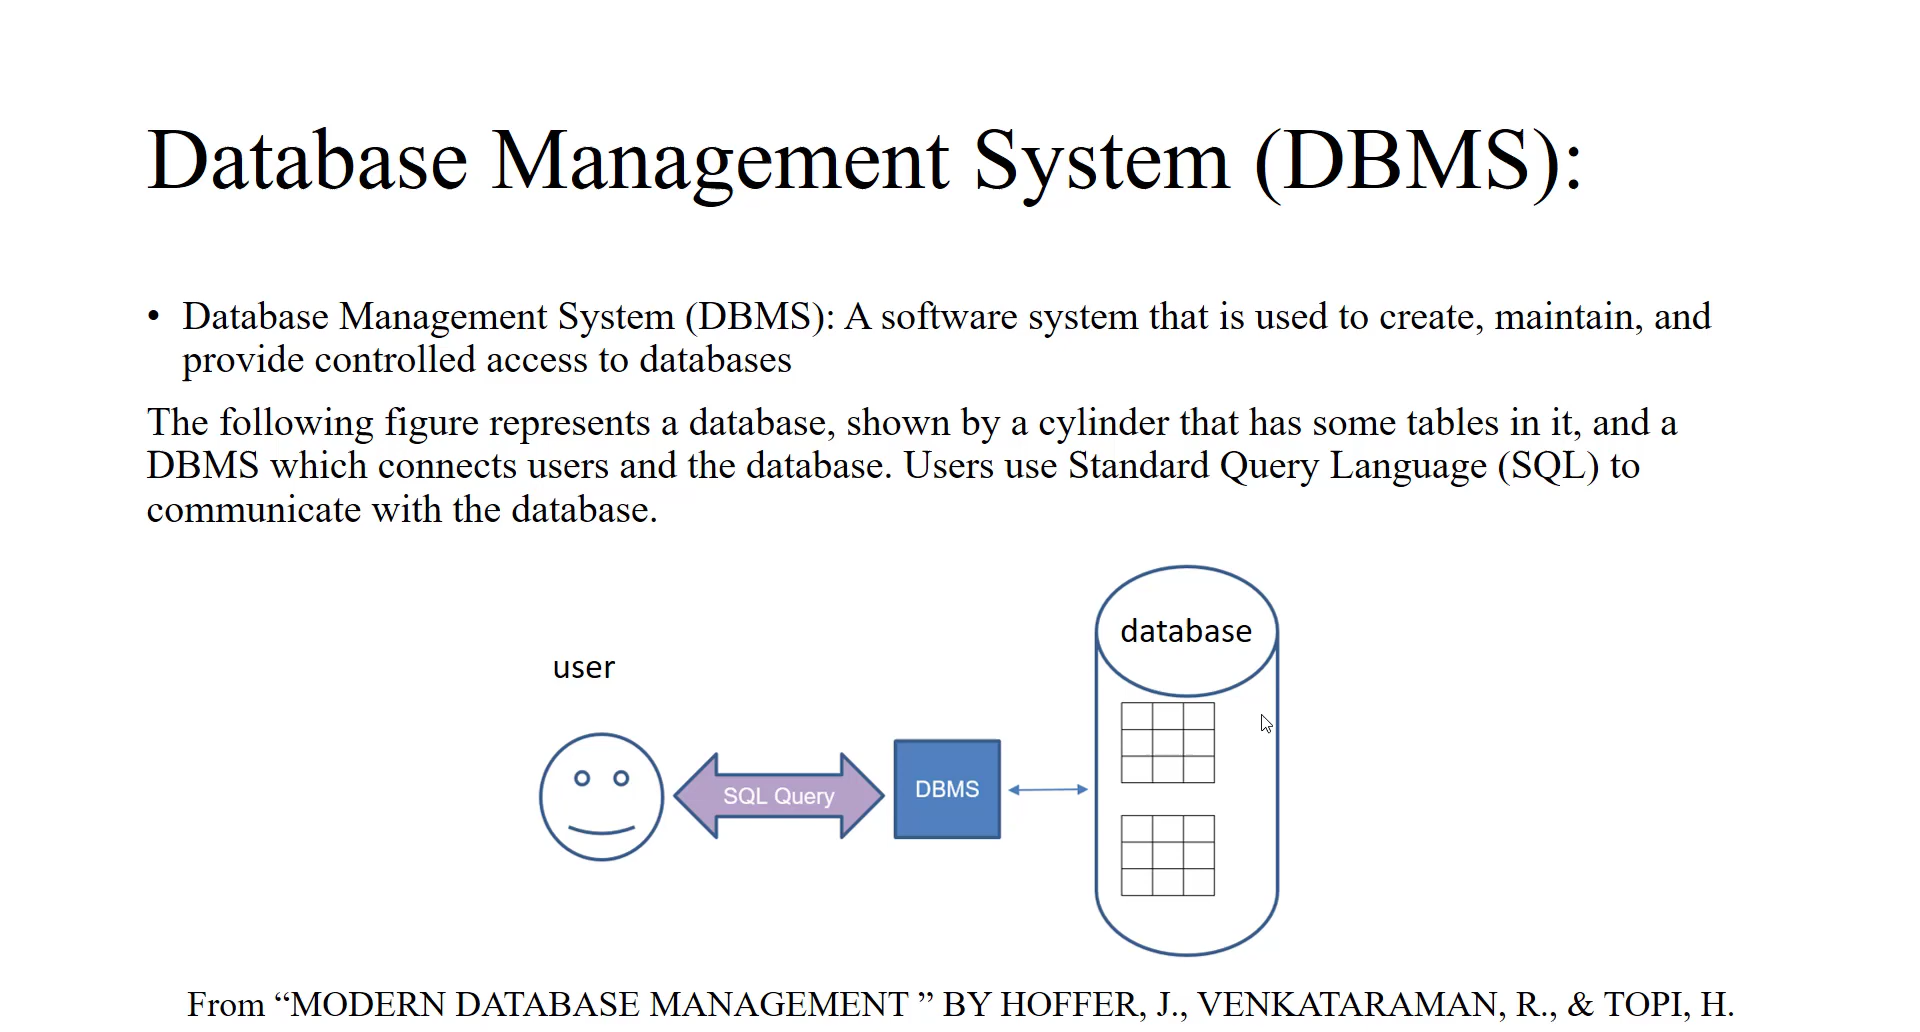 Database Management System (DBMS):
• Database Management System (DBMS): A software system that is used to create, maintain, and
provide controlled access to databases
The following figure represents a database, shown by a cylinder that has some tables in it, and a
DBMS which connects users and the database. Users use Standard Query Language (SQL) to
communicate with the database.
database
user
SQL Query
DBMS
From “MODERN DATABASE MANAGEMENT ” BY HOFFER, J., VENKATARAMAN, R., & TOPI, H.